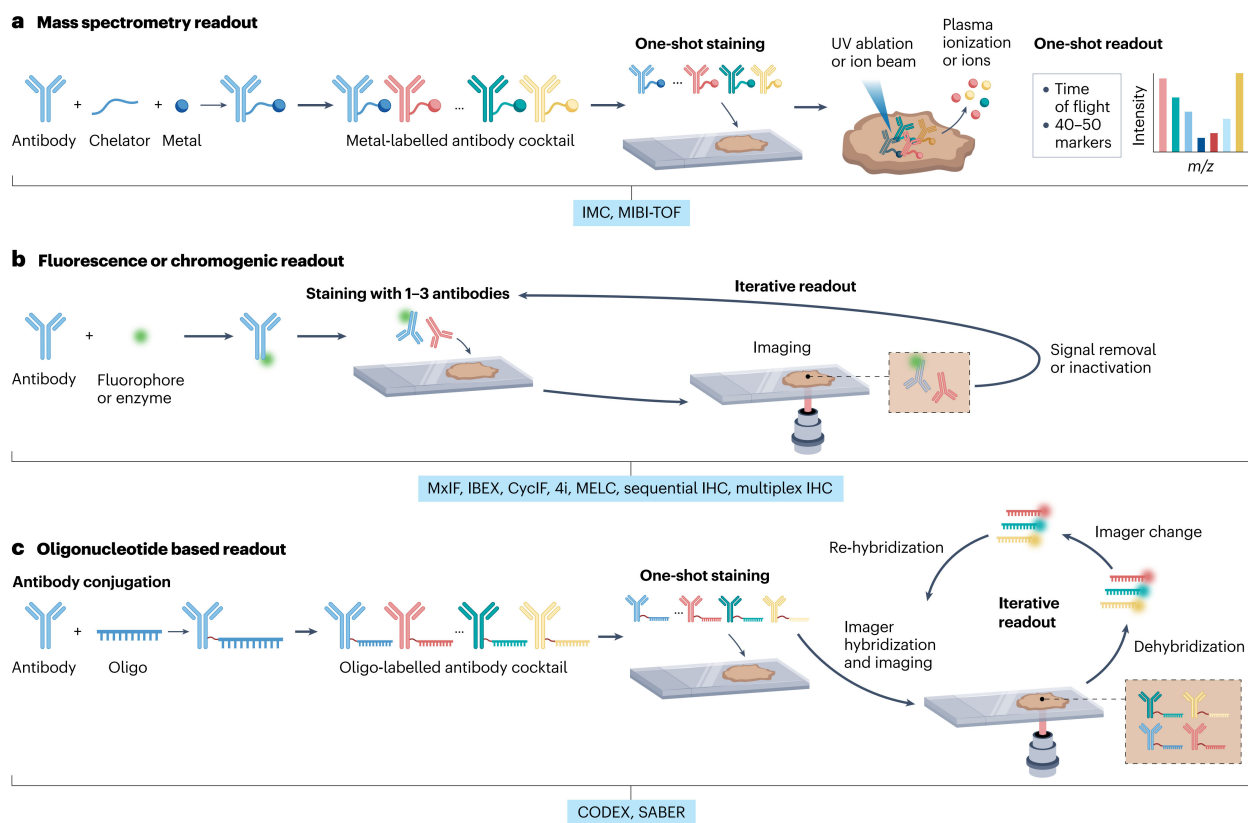 a Mass spectrometry readout
Antibody
+
Chelator
+
Metal
...
Metal-labelled antibody cocktail
One-shot staining
...
UV ablation
or ion beam
Plasma
ionization
or ions
One-shot readout
• Time
of flight
• 40–50
markers
Intensity
m/z
IMC, MIBI-TOF
b Fluorescence or chromogenic readout
Antibody
+
Fluorophore
or enzyme
Staining with 1–3 antibodies
Iterative readout
Imaging
Signal removal
or inactivation
MxIF, IBEX, CycIF, 4i, MELC, sequential IHC, multiplex IHC
c Oligonucleotide based readout
Antibody conjugation
Antibody
+
Oligo
...
Oligo-labelled antibody cocktail
One-shot staining
...
Imager
hybridization
and imaging
Re-hybridization
Imager change
Iterative
readout
Dehybridization
CODEX, SABER